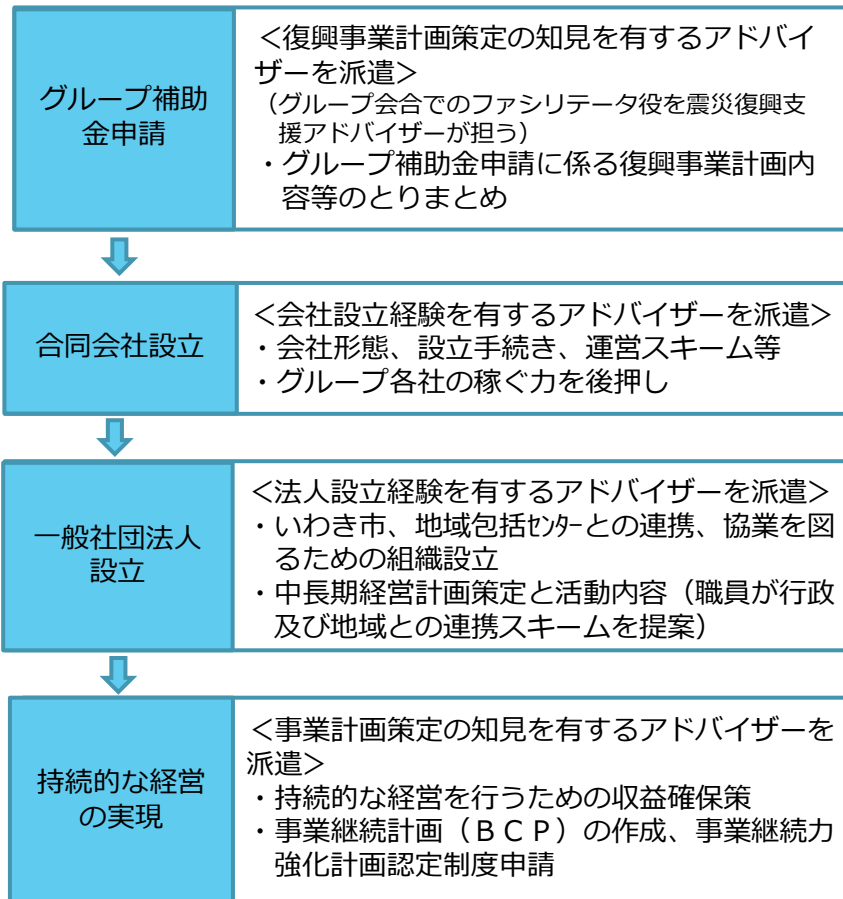 グループ補助
金申請
＜復興事業計画策定の知見を有するアドバイ
ザーを派遣＞
（グループ会合でのファシリテータ役を震災復興支
援アドバイザーが担う）
・グループ補助金申請に係る復興事業計画内
容等のとりまとめ
合同会社設立
＜会社設立経験を有するアドバイザーを派遣＞
・会社形態、設立手続き、運営スキーム等
・グループ各社の稼ぐ力を後押し
一般社団法人
設立
＜法人設立経験を有するアドバイザーを派遣＞
・いわき市、地域包括ｾﾝﾀｰとの連携、協業を図
るための組織設立
・中長期経営計画策定と活動内容（職員が行政
及び地域との連携スキームを提案）
持続的な経営
の実現
＜事業計画策定の知見を有するアドバイザーを
派遣＞
・持続的な経営を行うための収益確保策
・事業継続計画（ＢＣＰ）の作成、事業継続力
強化計画認定制度申請